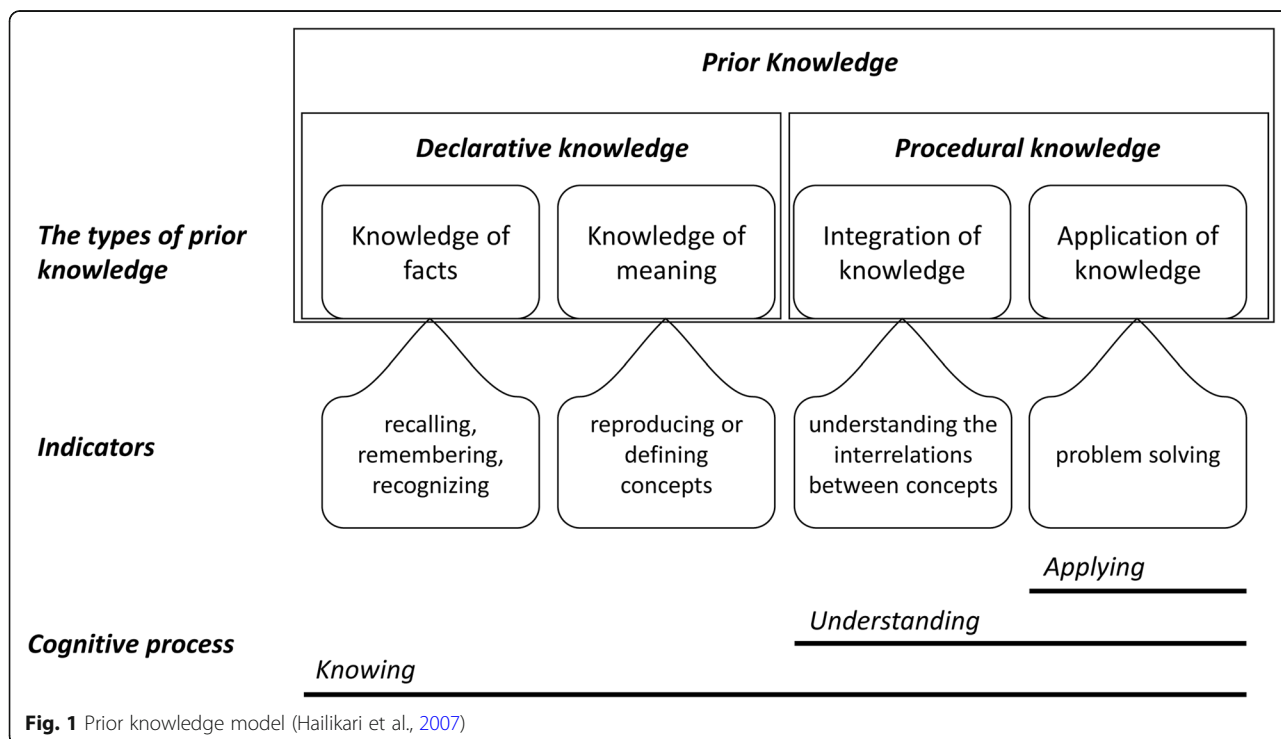 Prior Knowledge
Declarative knowledge
Procedural knowledge
The types of prior
knowledge
Knowledge of
facts
Knowledge of
meaning
Integration of
knowledge
Application of
knowledge
Indicators
recalling,
remembering,
recognizing
reproducing or
defining
concepts
understanding the
interrelations
between concepts
problem solving
Cognitive process
Applying
Understanding
Knowing
Fig. 1 Prior knowledge model (Hailikari et al., 2007)